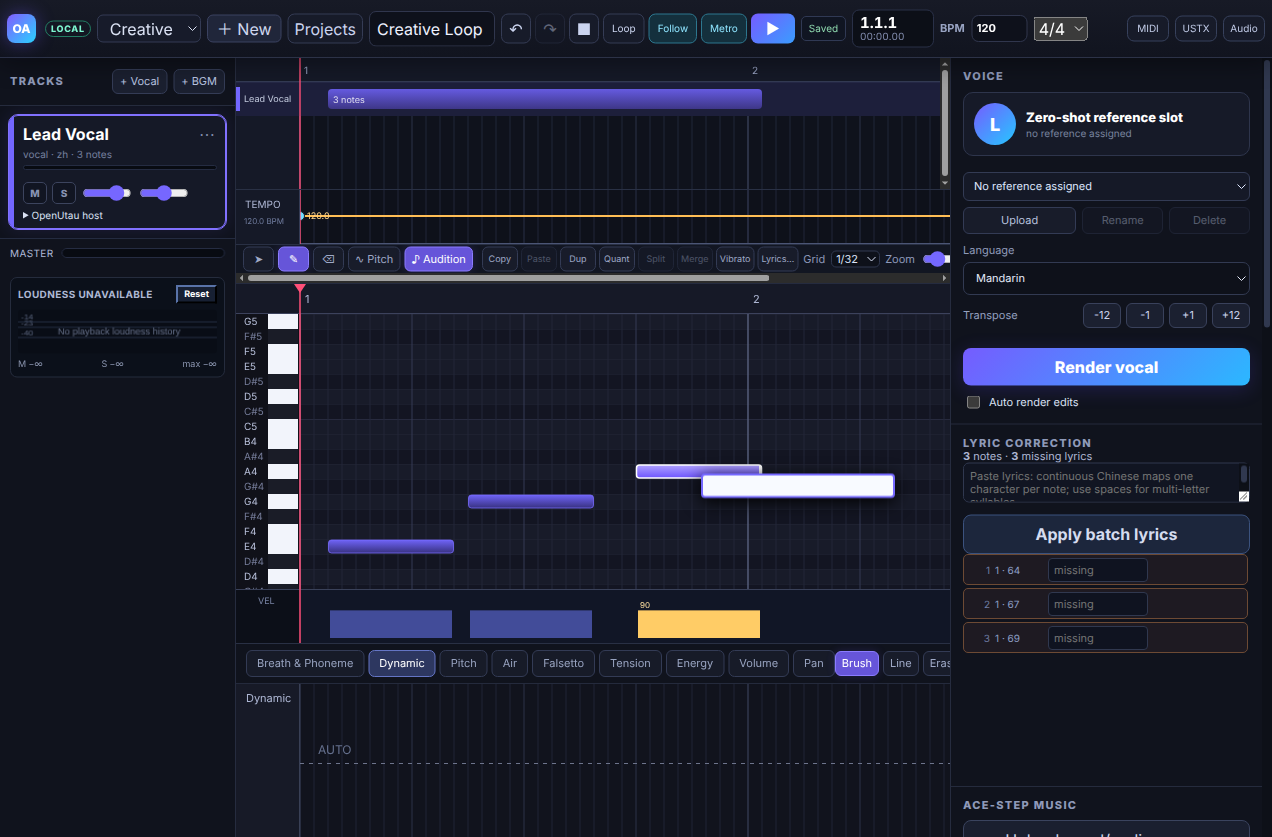 OA LOCAL Creative + New Projects Creative Loop Loop Follow Metro Saved 1.1.1 00:00.00 BPM 120 4/4 MIDI USTX Audio
TRACKS + Vocal + BGM
Lead Vocal ...
vocal · zh · 3 notes
M S
OpenUtau host
MASTER
LOUDNESS UNAVAILABLE Reset
-14
-23
-40
No playback loudness history
M −∞ S −∞ max −∞
1 2
Lead Vocal 3 notes
TEMPO
120.0 BPM
120.0
Pitch Audition Copy Paste Dup Quant Split Merge Vibrato Lyrics... Grid 1/32 Zoom
1 2
G5
F#5
F5
E5
D#5
D5
C#5
C5
B4
A#4
A4
G#4
G4
F#4
F4
E4
D#4
D4
VEL
90
Breath & Phoneme Dynamic Pitch Air Falsetto Tension Energy Volume Pan Brush Line Eras
Dynamic
AUTO
VOICE
L
Zero-shot reference slot
no reference assigned
No reference assigned
Upload Rename Delete
Language
Mandarin
Transpose -12 -1 +1 +12
Render vocal
Auto render edits
LYRIC CORRECTION
3 notes · 3 missing lyrics
Paste lyrics: continuous Chinese maps one
character per note; use spaces for multi-letter
Apply batch lyrics
1 1 · 64 missing
2 1 · 67 missing
3 1 · 69 missing
ACE-STEP MUSIC